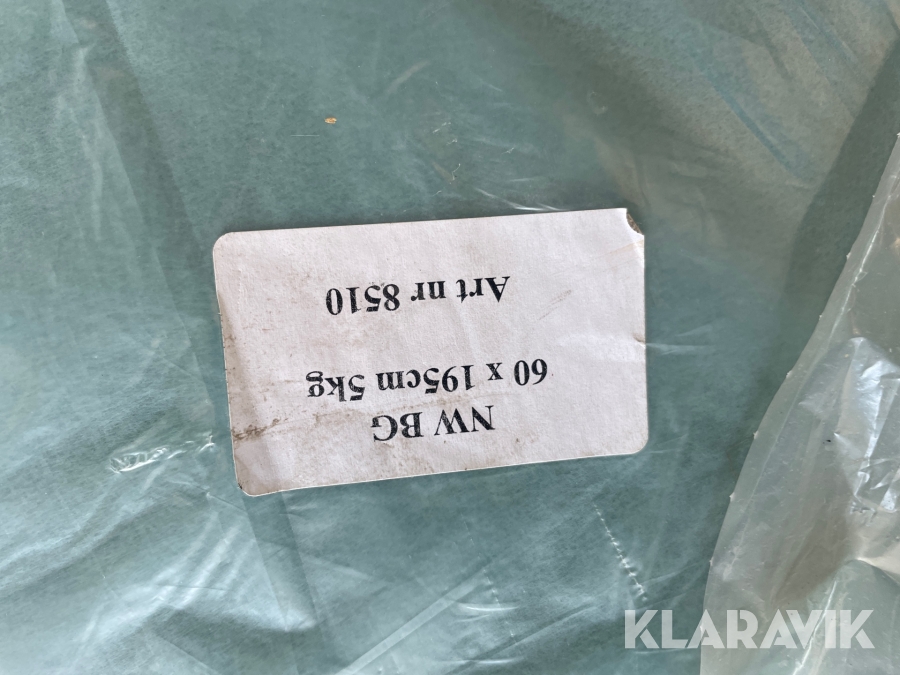 NW BG
60 x 195cm 5kg
Art nr 8510
KLARAVIK